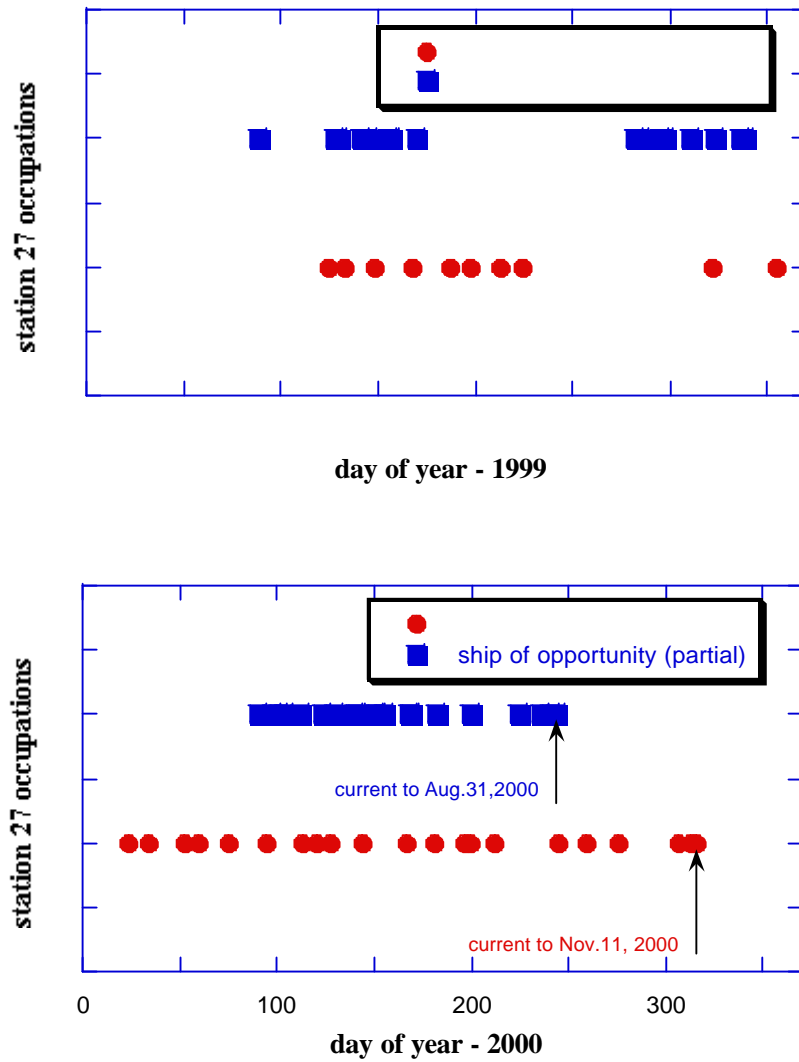 station 27 occupations
day of year - 1999
station 27 occupations
ship of opportunity (partial)
current to Aug.31,2000
current to Nov.11, 2000
0 100 200 300
day of year - 2000